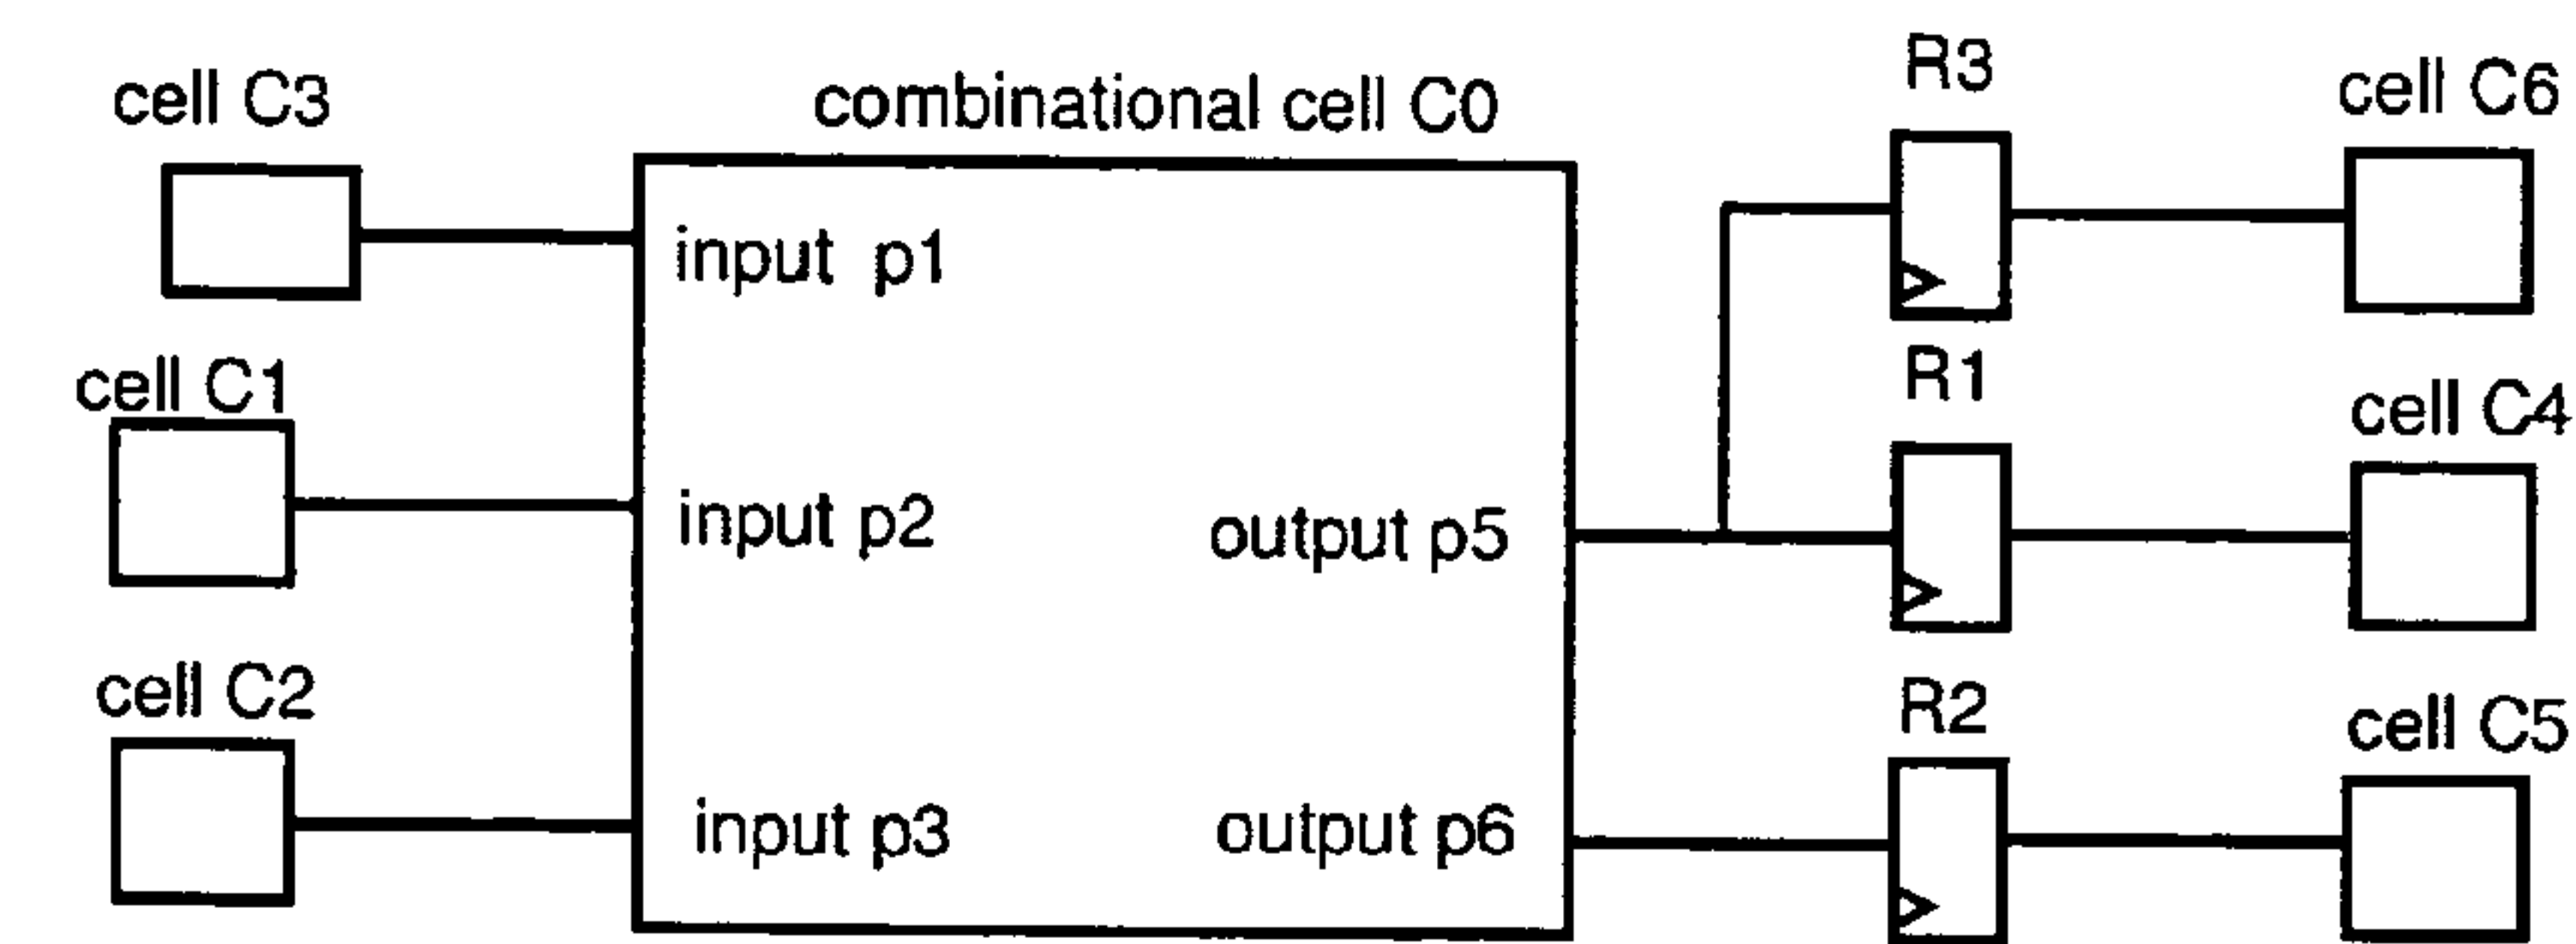 R3
cell C3
combinational cell C0
cell C6
input p1
R1
cell C1
cell C4
input p2
output p5
cell C2
R2
cell C5
input p3
output p6